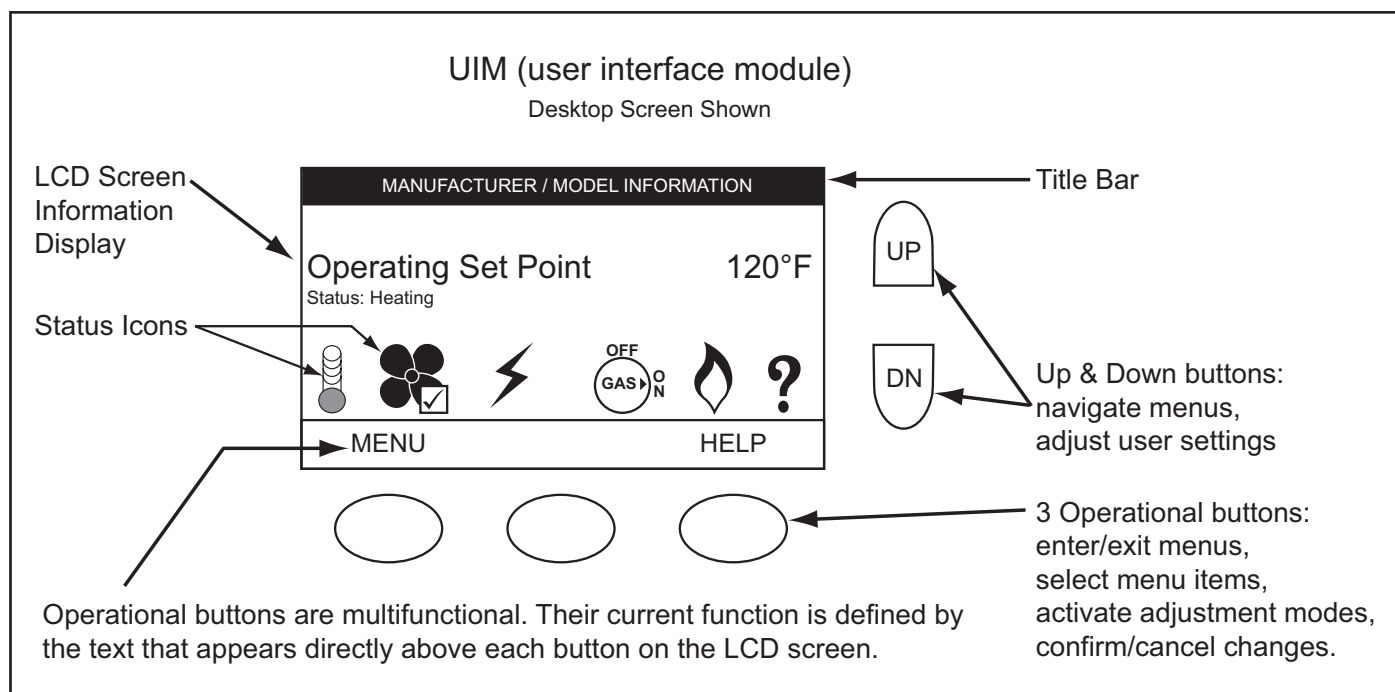 UIM (user interface module)
Desktop Screen Shown
LCD Screen
Information
Display
MANUFACTURER / MODEL INFORMATION
Title Bar
Operating Set Point 120°F
Status: Heating
UP
Status Icons
OFF
GAS
ON
?
DN
Up & Down buttons:
navigate menus,
adjust user settings
MENU HELP
3 Operational buttons:
enter/exit menus,
select menu items,
activate adjustment modes,
confirm/cancel changes.
Operational buttons are multifunctional. Their current function is defined by
the text that appears directly above each button on the LCD screen.